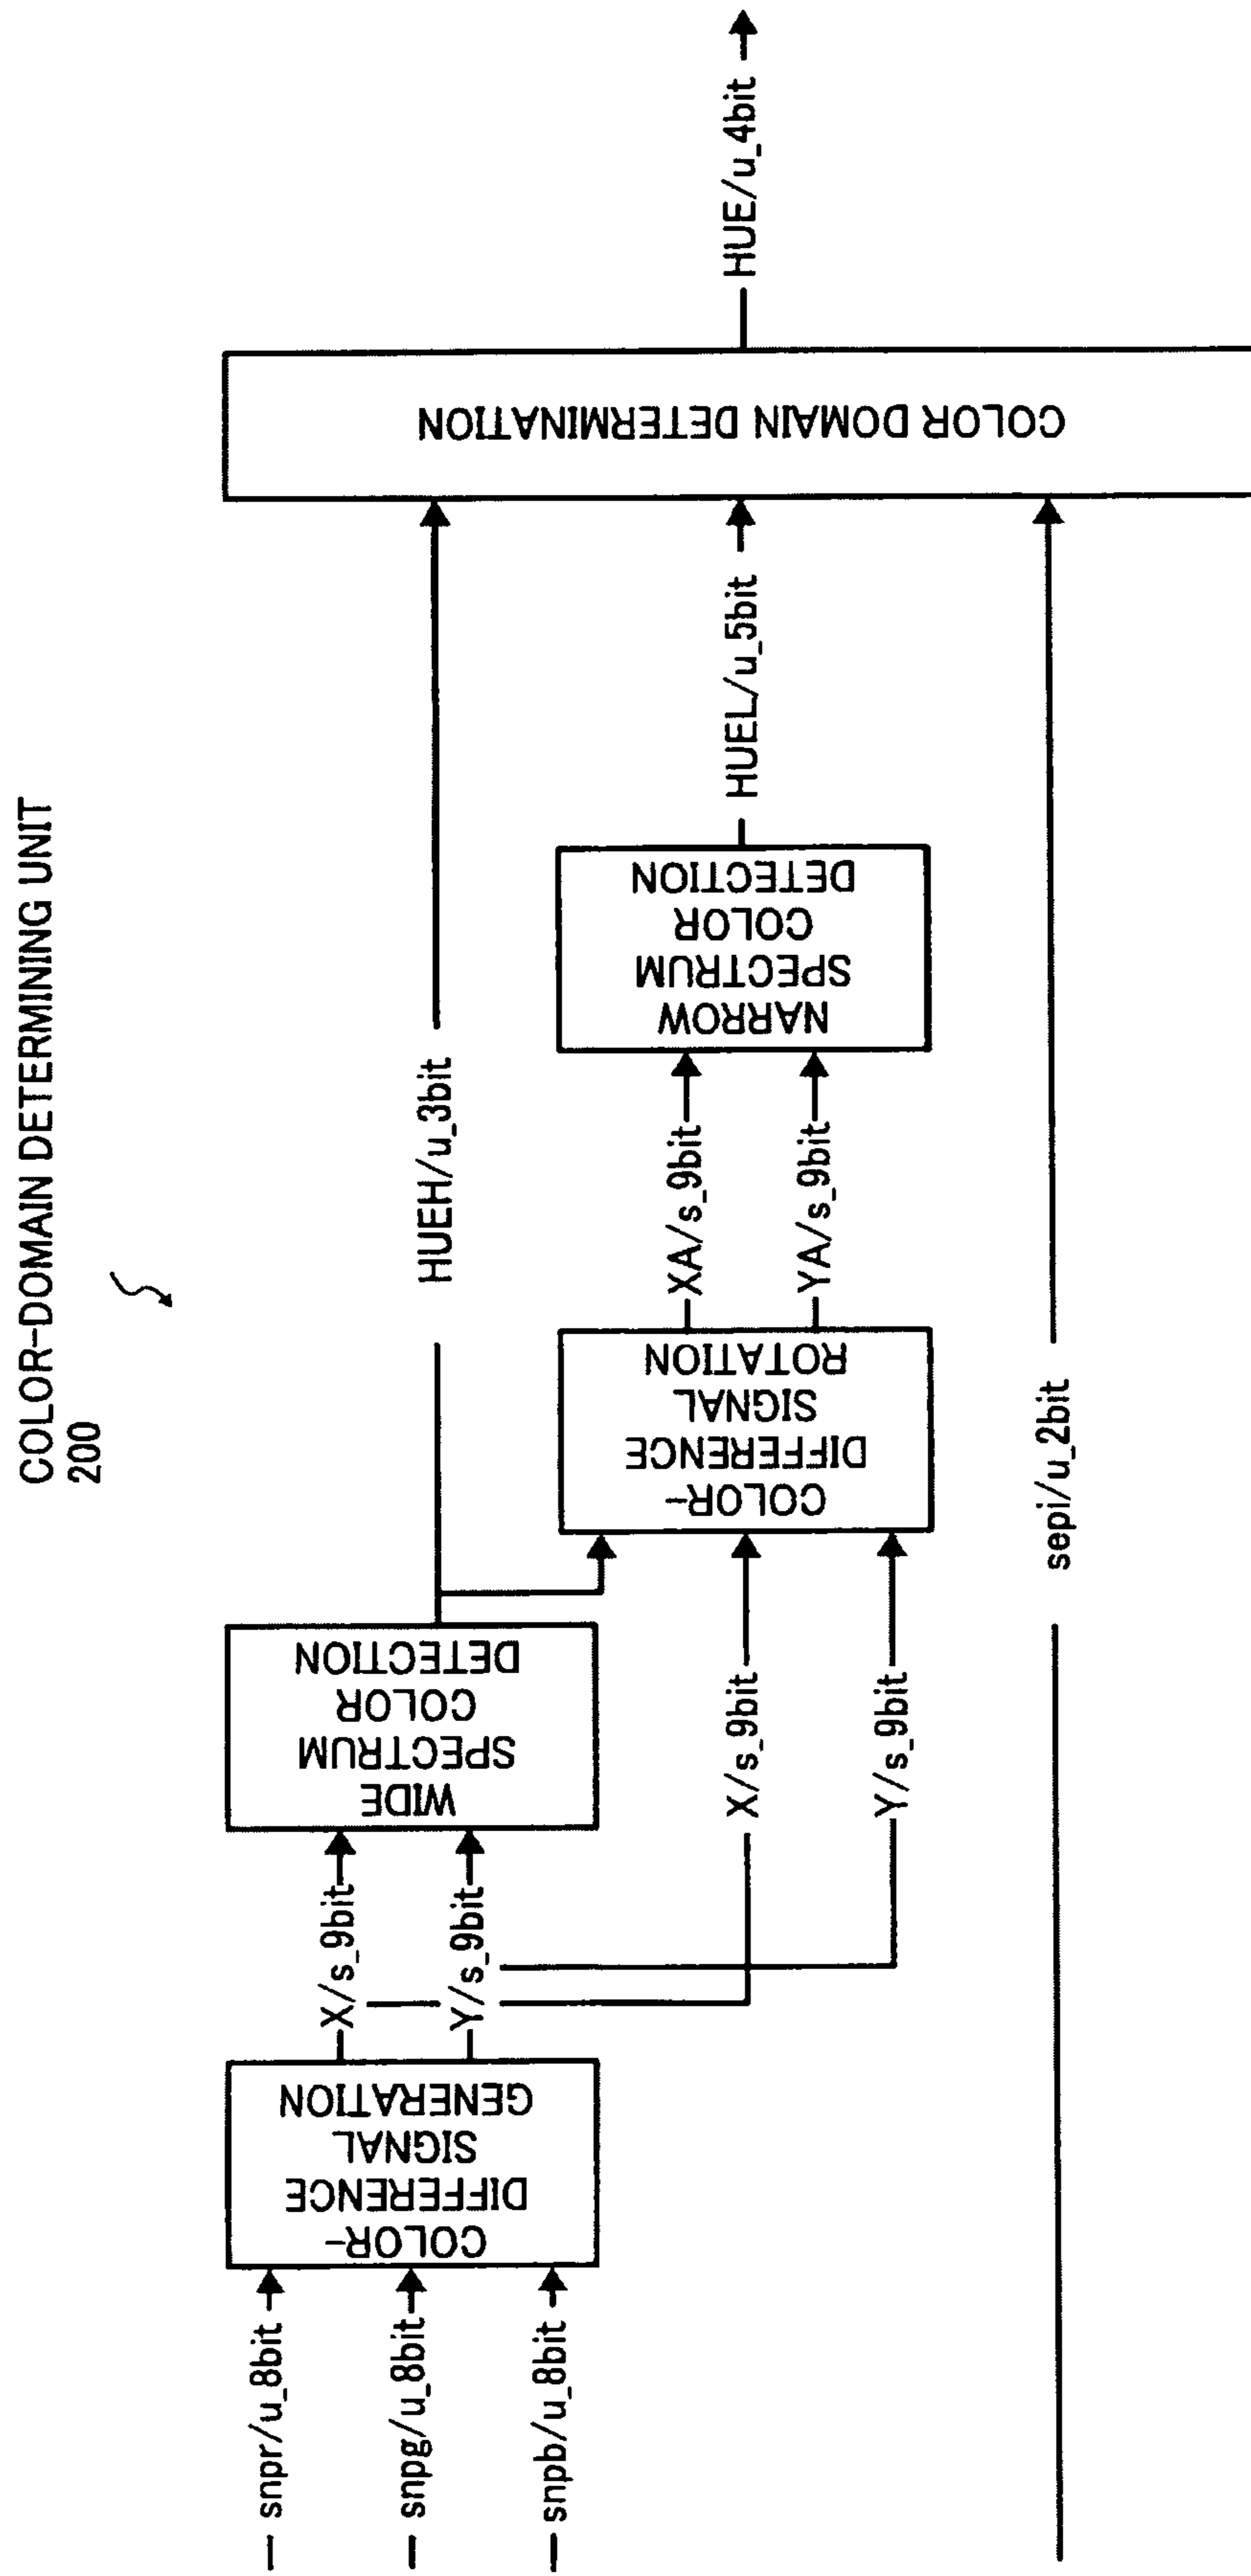 COLOR-DOMAIN DETERMINING UNIT
200
snpr/u_8bit
snpg/u_8bit
snpb/u_8bit
COLOR-
DIFFERENCE
SIGNAL
GENERATION
X/s_9bit
Y/s_9bit
WIDE
SPECTRUM
COLOR
DETECTION
X/s_9bit
Y/s_9bit
HUEH/u_3bit
COLOR-
DIFFERENCE
SIGNAL
ROTATION
XA/s_9bit
YA/s_9bit
NARROW
SPECTRUM
COLOR
DETECTION
HUEL/u_5bit
sepi/u_2bit
COLOR DOMAIN DETERMINATION
HUE/u_4bit